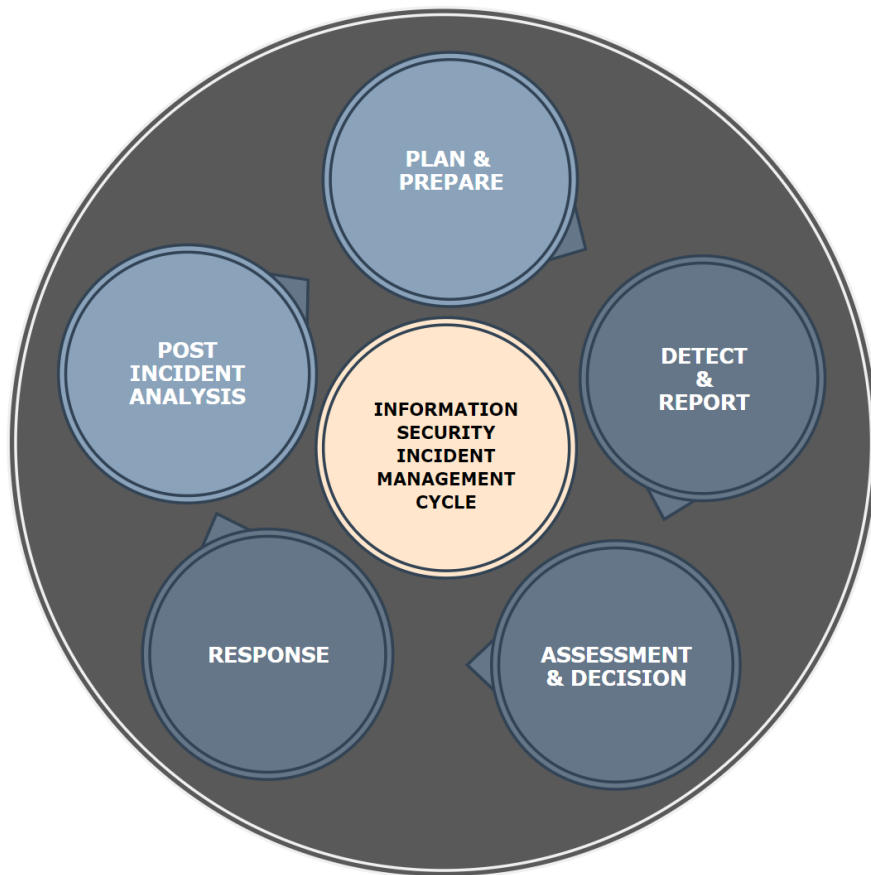 PLAN &
PREPARE
DETECT
&
REPORT
ASSESSMENT
& DECISION
RESPONSE
POST
INCIDENT
ANALYSIS
INFORMATION
SECURITY
INCIDENT
MANAGEMENT
CYCLE